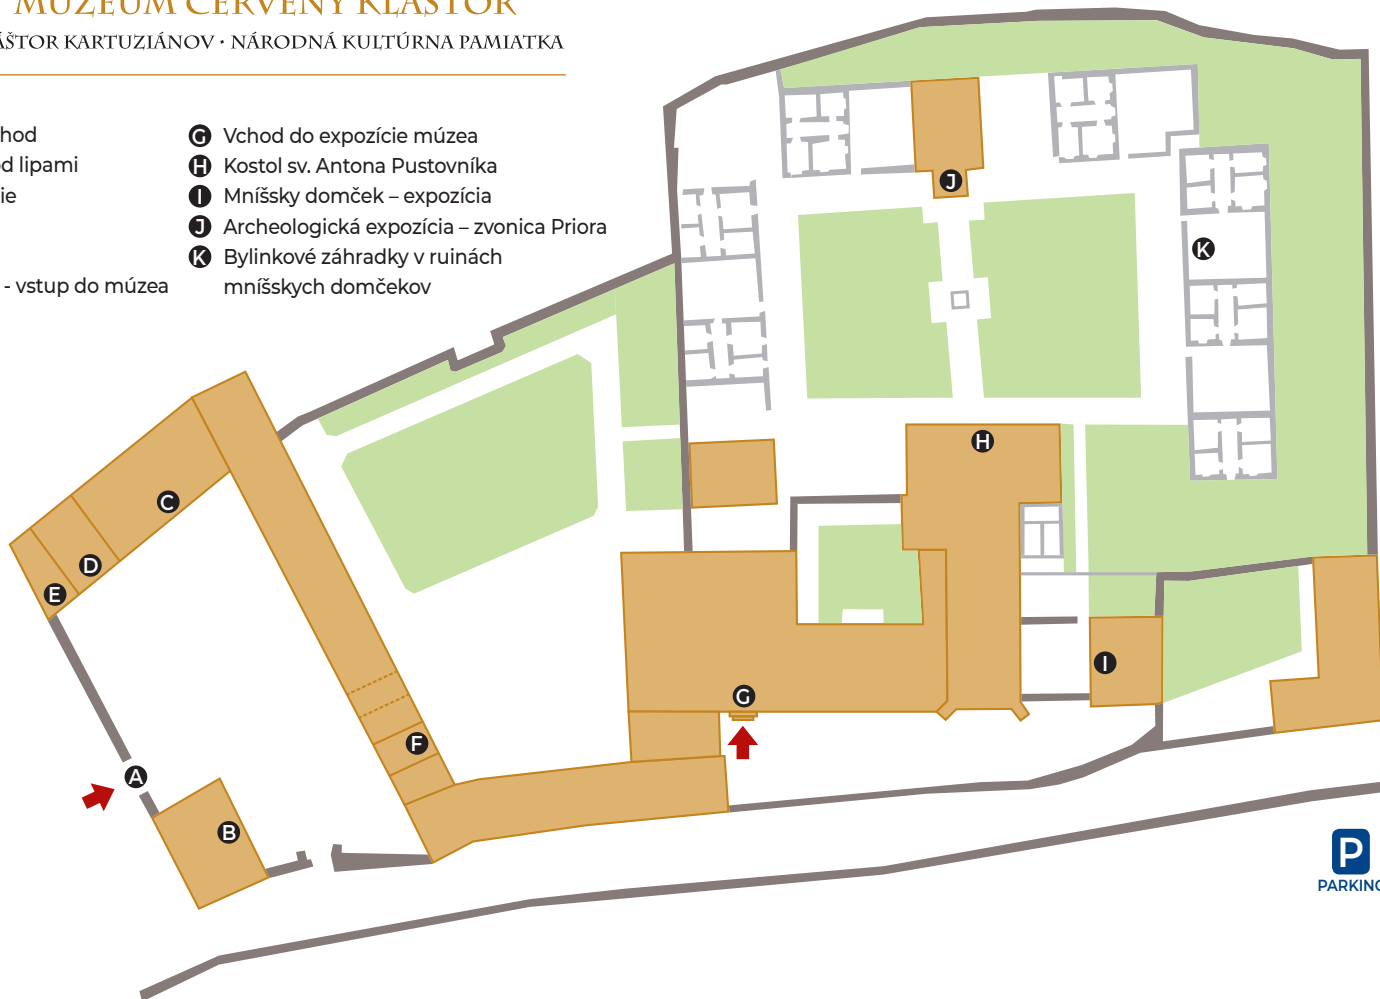 MÚZEUM ČERVENÝ KLÁŠTOR
ÁŠTOR KARTUZIÁNOV · NÁRODNÁ KULTÚRNA PAMIATKA
hod
d lipami
ie
- vstup do múzea
G Vchod do expozície múzea
H Kostol sv. Antona Pustovníka
I Mníšsky domček – expozícia
J Archeologická expozícia – zvonica Priora
K Bylinkové záhradky v ruinách
mníšskych domčekov
J
K
H
C
D
E
I
G
F
A
B
P
PARKING